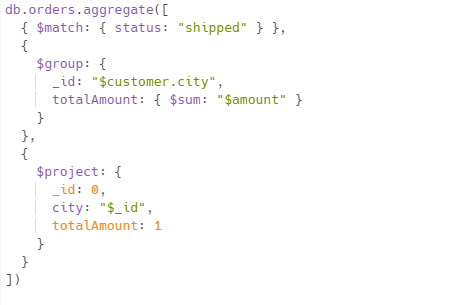 db.orders.aggregate([
  { $match: { status: "shipped" } },
  {
    $group: {
      _id: "$customer.city",
      totalAmount: { $sum: "$amount" }
    }
  },
  {
    $project: {
      _id: 0,
      city: "$_id",
      totalAmount: 1
    }
  }
])